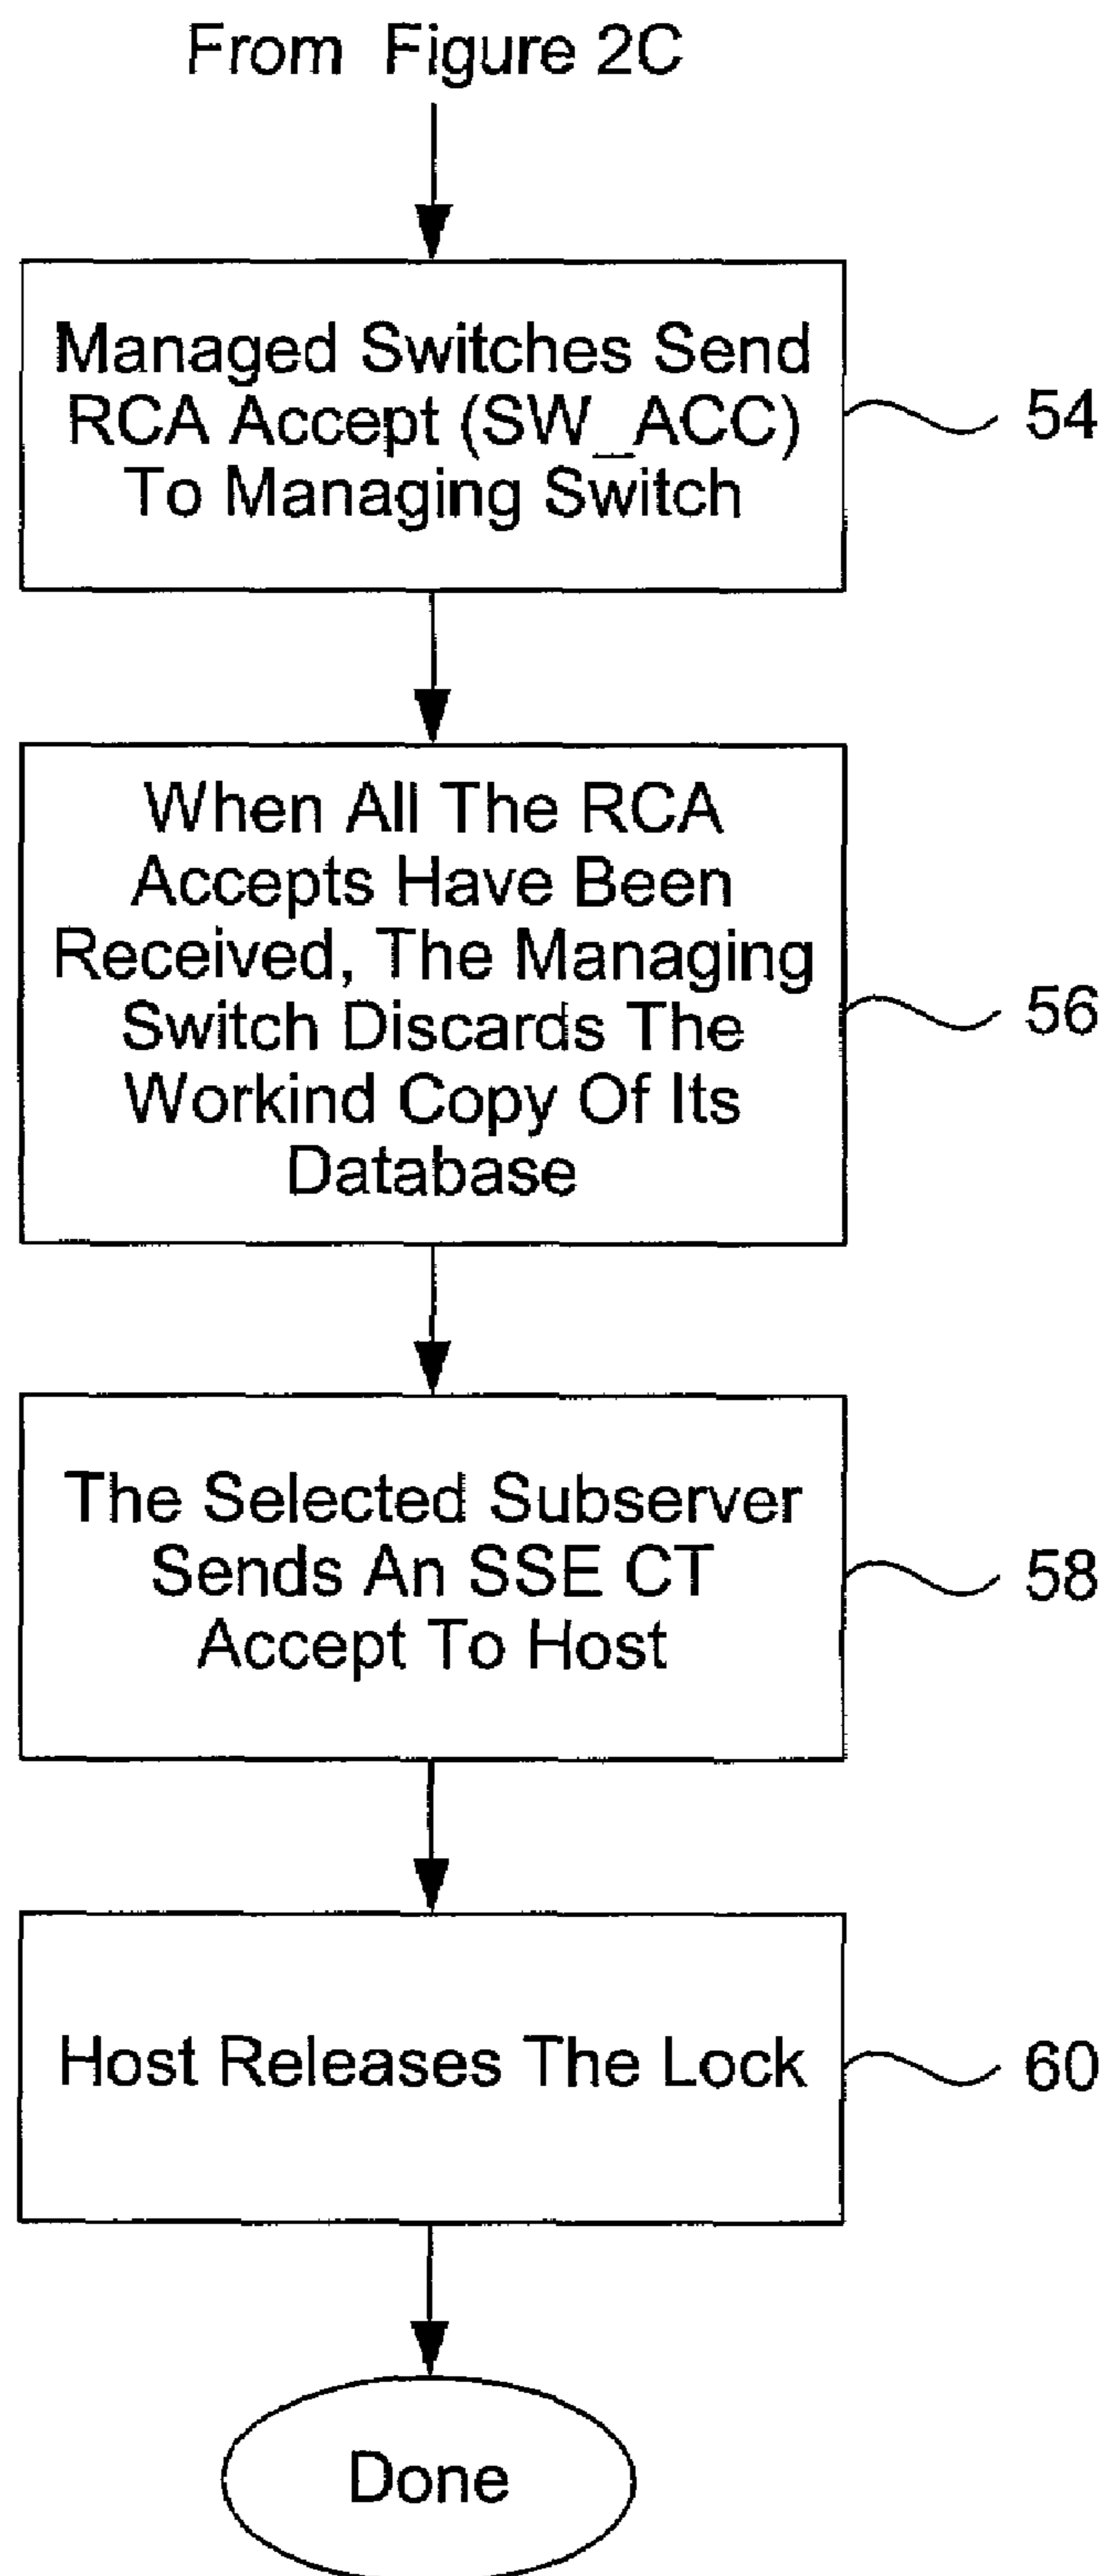 From Figure 2C
Managed Switches Send
RCA Accept (SW_ACC)
To Managing Switch
54
When All The RCA
Accepts Have Been
Received, The Managing
Switch Discards The
Workind Copy Of Its
Database
56
The Selected Subserver
Sends An SSE CT
Accept To Host
58
Host Releases The Lock
60
Done